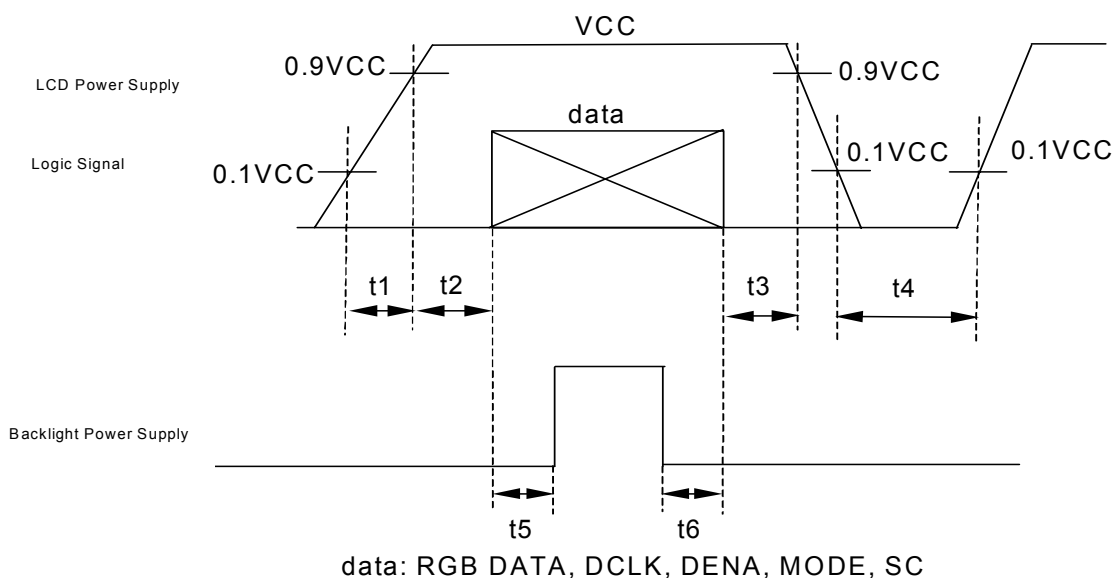 VCC
0.9VCC
0.9VCC
LCD Power Supply
data
Logic Signal
0.1VCC
0.1VCC
0.1VCC
t1
t2
t3
t4
Backlight Power Supply
t5
t6
data: RGB DATA, DCLK, DENA, MODE, SC